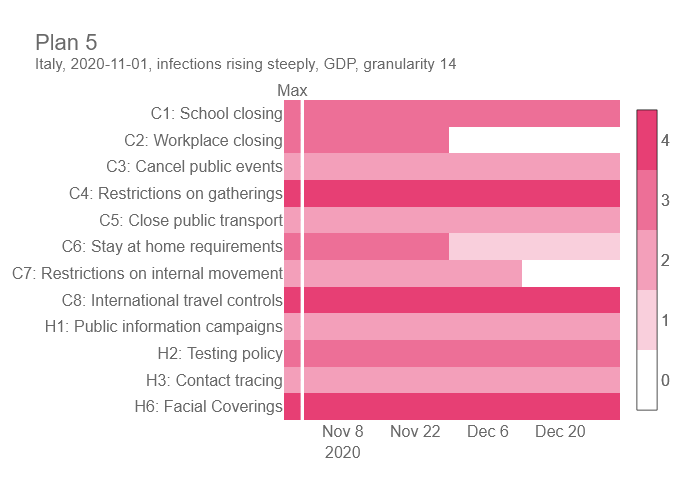 Plan 5
Italy, 2020-11-01, infections rising steeply, GDP, granularity 14
Max
C1: School closing
C2: Workplace closing
C3: Cancel public events
C4: Restrictions on gatherings
C5: Close public transport
C6: Stay at home requirements
C7: Restrictions on internal movement
C8: International travel controls
H1: Public information campaigns
H2: Testing policy
H3: Contact tracing
H6: Facial Coverings
Nov 8
2020
Nov 22
Dec 6
Dec 20
4
3
2
1
0